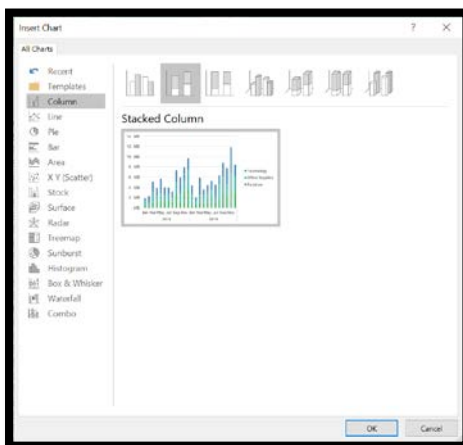 Insert Chart
? ×
All Charts
Recent
Templates
Column
Line
Pie
Bar
Area
X Y (Scatter)
Stock
Surface
Radar
Treemap
Sunburst
Histogram
Box & Whisker
Waterfall
Combo
Stacked Column
OK
Cancel